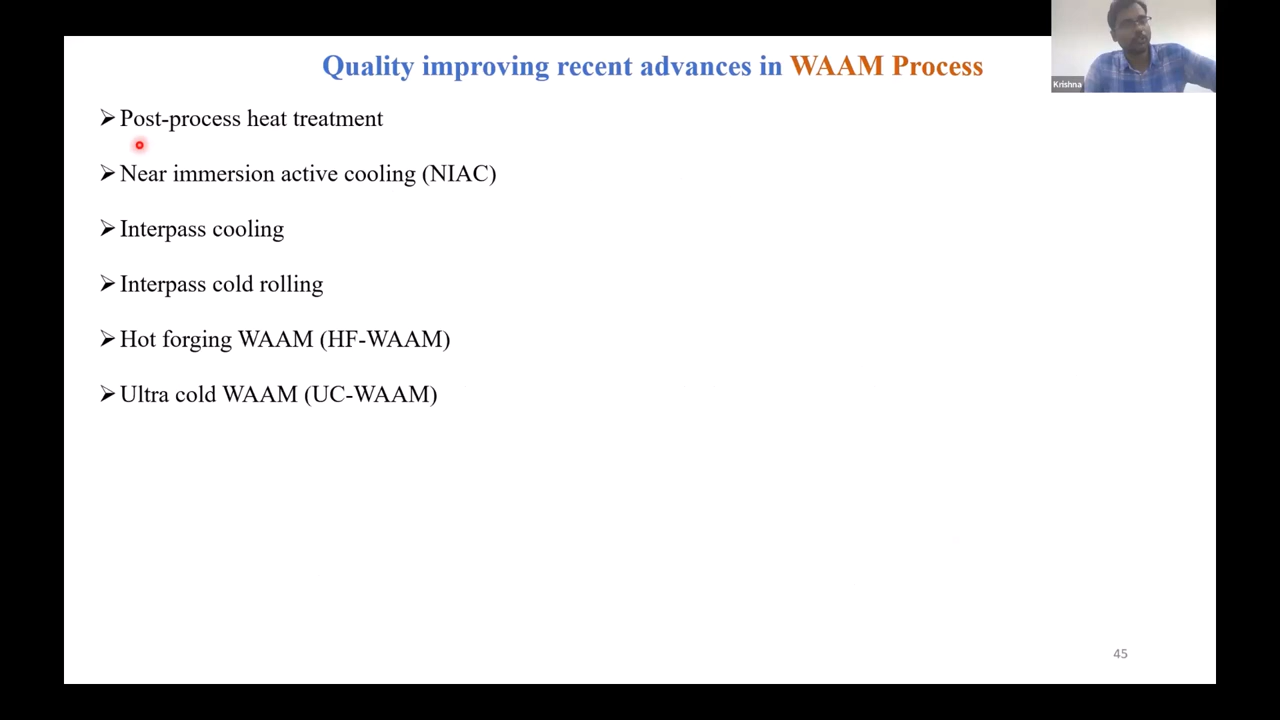 Quality improving recent advances in WAAM Process
Krishna
➢ Post-process heat treatment
➢ Near immersion active cooling (NIAC)
➢ Interpass cooling
➢ Interpass cold rolling
➢ Hot forging WAAM (HF-WAAM)
➢ Ultra cold WAAM (UC-WAAM)
45